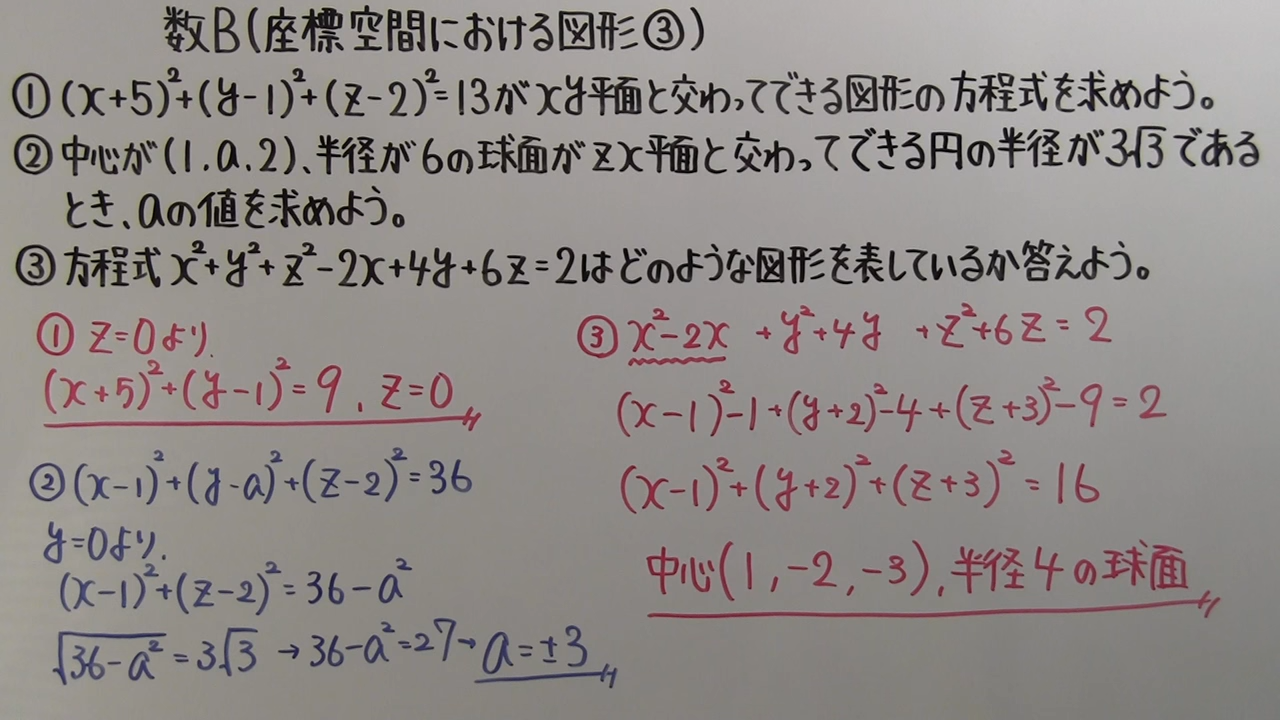 数B(座標空間における図形③)
① (x+5)²+(y-1)²+(z-2)²=13がxy平面と交わってできる図形の方程式を求めよう。
② 中心が(1.a.2)、半径が6の球面がzx平面と交わってできる円の半径が3√3である
とき、aの値を求めよう。
③ 方程式x²+y²+z²-2x+4y+6z=2はどのような図形を表しているか答えよう。
① z=0より.
(x+5)²+(y-1)²=9, z=0
② (x-1)²+(y-a)²+(z-2)²=36
y=0より.
(x-1)²+(z-2)²=36-a²
√(36-a²)=3√3 → 36-a²=27→ a=±3
③ x²-2x +y²+4y +z²+6z=2
(x-1)²-1+(y+2)²-4+(z+3)²-9=2
(x-1)²+(y+2)²+(z+3)²=16
中心(1,-2,-3),半径4の球面